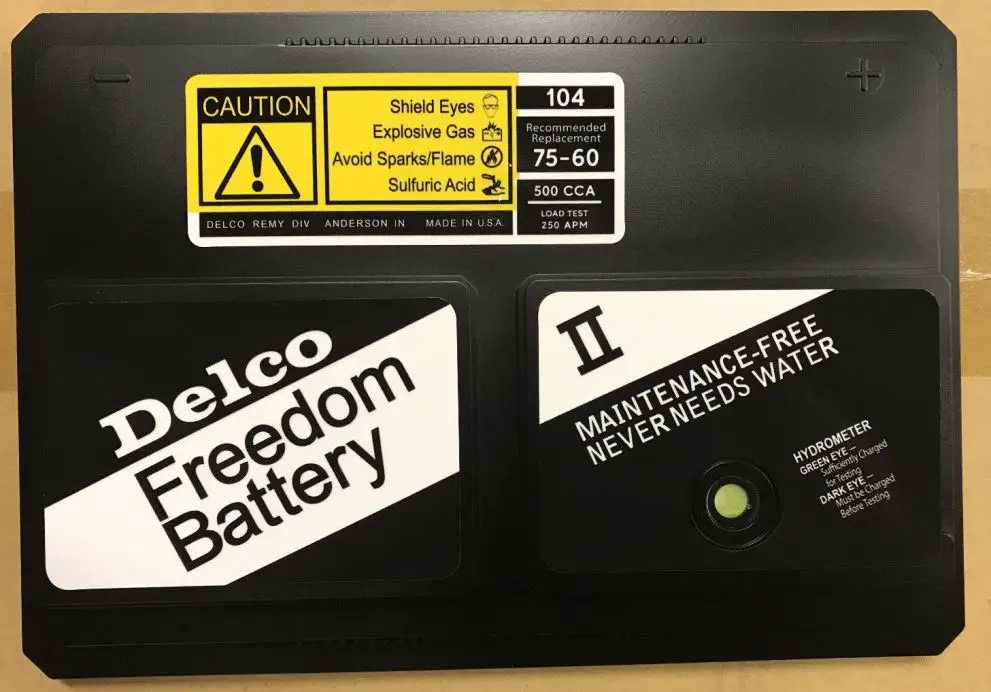 CAUTION
Shield Eyes
Explosive Gas
Avoid Sparks/Flame
Sulfuric Acid
DELCO REMY DIV ANDERSON IN MADE IN U.S.A.
104
Recommended
Replacement
75-60
500 CCA
LOAD TEST
250 APM
Delco
Freedom
Battery
II
MAINTENANCE-FREE
NEVER NEEDS WATER
HYDROMETER
GREEN EYE –
Sufficiently Charged
for Testing
DARK EYE –
Must be Charged
Before Testing